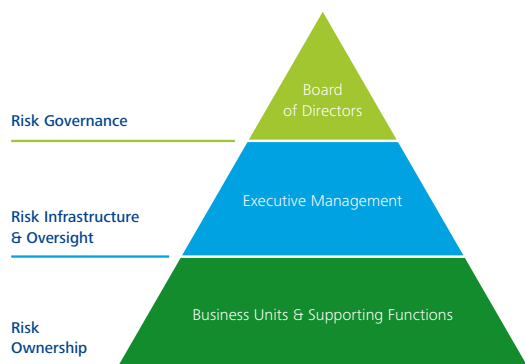 Board
of Directors
Risk Governance
Executive Management
Risk Infrastructure
& Oversight
Business Units & Supporting Functions
Risk
Ownership